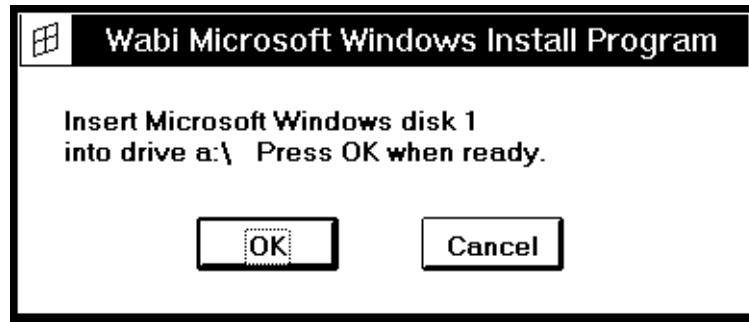 Wabi Microsoft Windows Install Program
Insert Microsoft Windows disk 1
into drive a:\ Press OK when ready.
OK Cancel